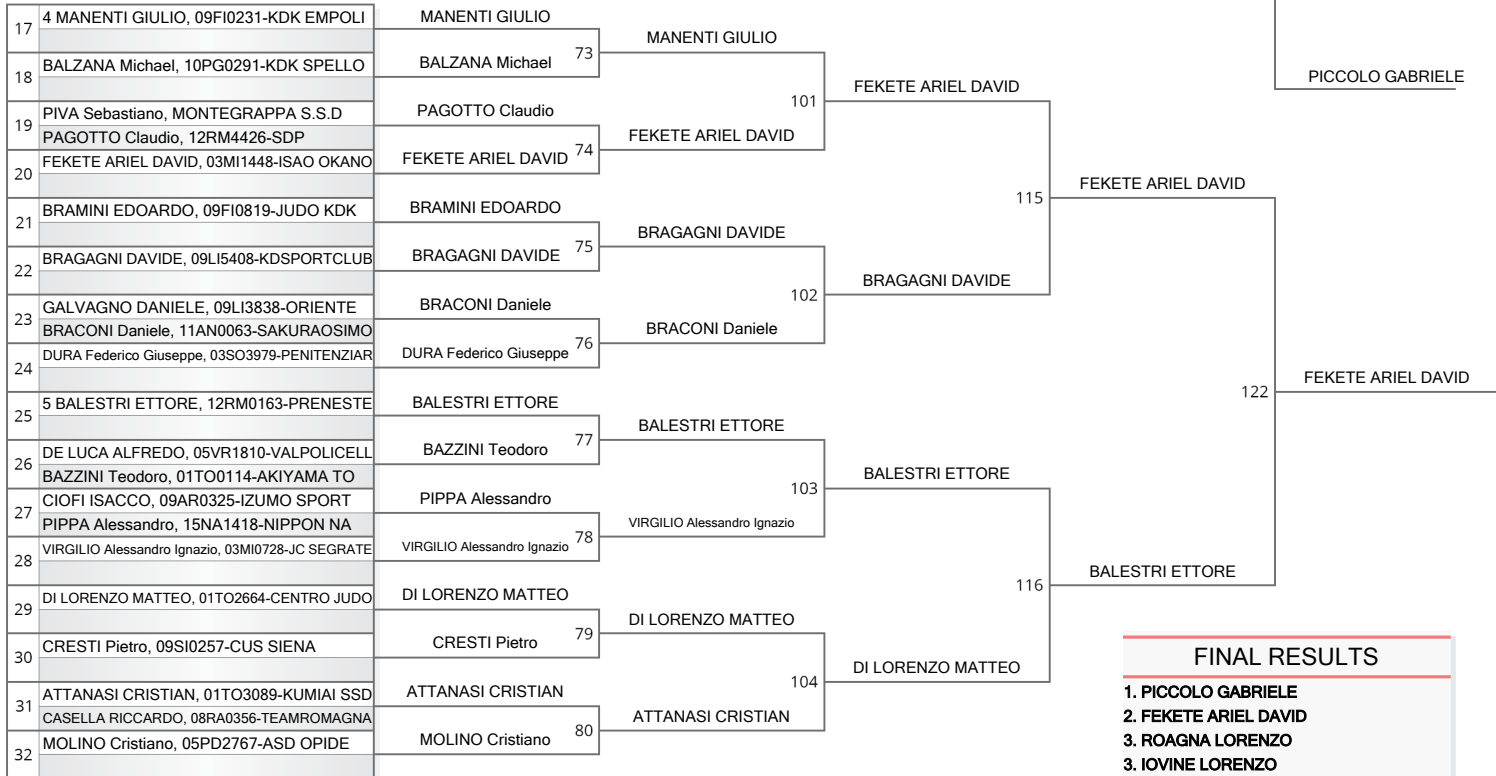 17
4 MANENTI GIULIO, 09FI0231-KDK EMPOLI
18
BALZANA Michael, 10PG0291-KDK SPELLO
19
PIVA Sebastiano, MONTEGRAPPA S.S.D
PAGOTTO Claudio, 12RM4426-SDP
20
FEKETE ARIEL DAVID, 03MI1448-ISAO OKANO
21
BRAMINI EDOARDO, 09FI0819-JUDO KDK
22
BRAGAGNI DAVIDE, 09LI5408-KDSPORTCLUB
23
GALVAGNO DANIELE, 09LI3838-ORIENTE
BRACONI Daniele, 11AN0063-SAKURAOSIMO
24
DURA Federico Giuseppe, 03SO3979-PENITENZIAR
25
5 BALESTRI ETTORE, 12RM0163-PRENESTE
26
DE LUCA ALFREDO, 05VR1810-VALPOLICELL
BAZZINI Teodoro, 01TO0114-AKIYAMA TO
27
CIOFI ISACCO, 09AR0325-IZUMO SPORT
PIPPA Alessandro, 15NA1418-NIPPON NA
28
VIRGILIO Alessandro Ignazio, 03MI0728-JC SEGRATE
29
DI LORENZO MATTEO, 01TO2664-CENTRO JUDO
30
CRESTI Pietro, 09SI0257-CUS SIENA
31
ATTANASI CRISTIAN, 01TO3089-KUMIAI SSD
CASELLA RICCARDO, 08RA0356-TEAMROMAGNA
32
MOLINO Cristiano, 05PD2767-ASD OPIDE
MANENTI GIULIO
73
BALZANA Michael
PAGOTTO Claudio
74
FEKETE ARIEL DAVID
BRAMINI EDOARDO
75
BRAGAGNI DAVIDE
BRACONI Daniele
76
DURA Federico Giuseppe
BALESTRI ETTORE
77
BAZZINI Teodoro
PIPPA Alessandro
78
VIRGILIO Alessandro Ignazio
DI LORENZO MATTEO
79
CRESTI Pietro
ATTANASI CRISTIAN
80
MOLINO Cristiano
MANENTI GIULIO
101
FEKETE ARIEL DAVID
BRAGAGNI DAVIDE
102
BRACONI Daniele
BALESTRI ETTORE
103
VIRGILIO Alessandro Ignazio
DI LORENZO MATTEO
104
ATTANASI CRISTIAN
FEKETE ARIEL DAVID
115
BRAGAGNI DAVIDE
BALESTRI ETTORE
116
DI LORENZO MATTEO
FEKETE ARIEL DAVID
122
BALESTRI ETTORE
PICCOLO GABRIELE
FEKETE ARIEL DAVID
FINAL RESULTS
1. PICCOLO GABRIELE
2. FEKETE ARIEL DAVID
3. ROAGNA LORENZO
3. IOVINE LORENZO